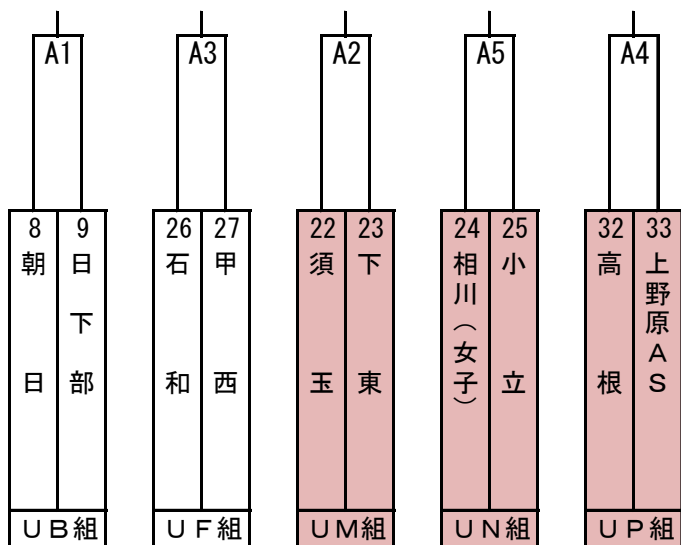 A1
A3
A2
A5
A4
8
9
26
27
22
23
24
25
32
33
朝日
日下部
石和
甲西
須玉
下東
相川(女子)
小立
高根
上野原AS
UB組
UF組
UM組
UN組
UP組